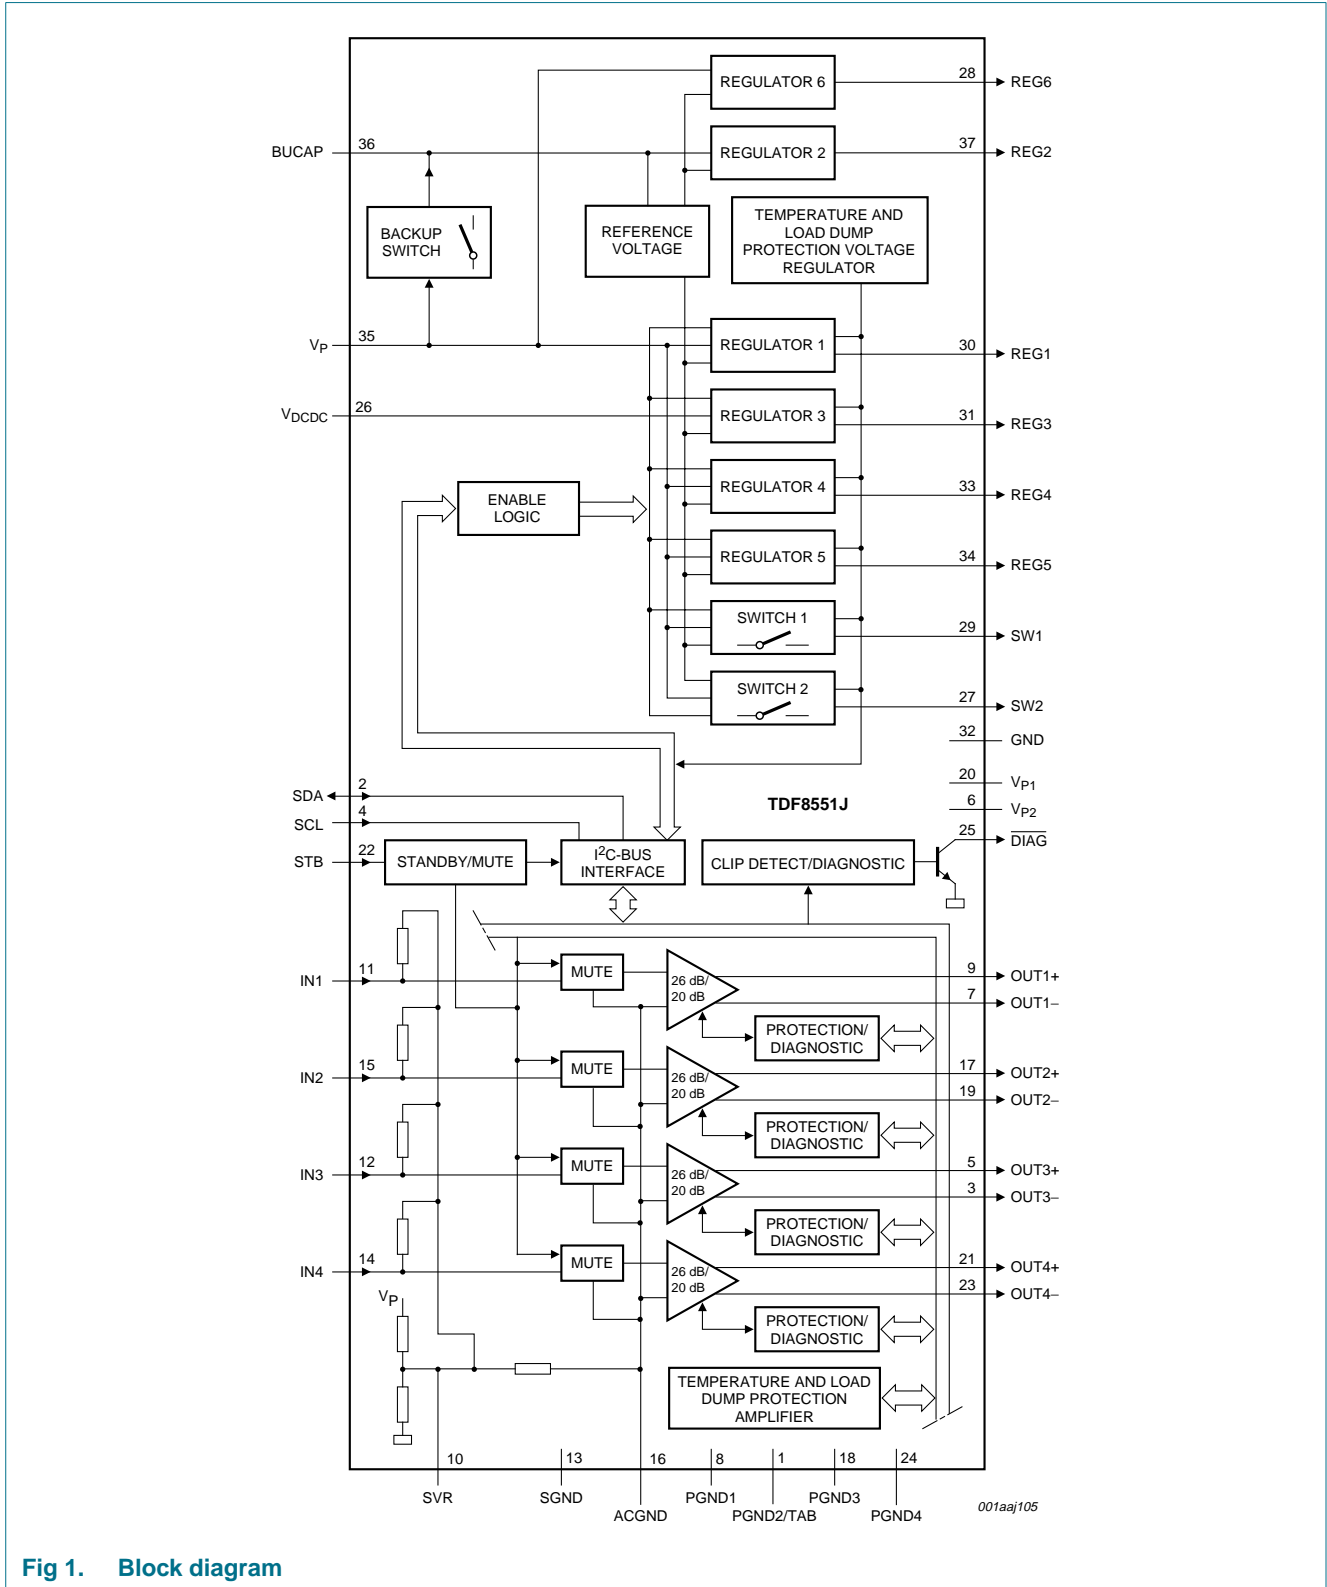 REGULATOR 6
28
REG6
BUCAP
36
REGULATOR 2
37
REG2
BACKUP
SWITCH
REFERENCE
VOLTAGE
TEMPERATURE AND
LOAD DUMP
PROTECTION VOLTAGE
REGULATOR
VP
35
REGULATOR 1
30
REG1
VDCDC
26
REGULATOR 3
31
REG3
ENABLE
LOGIC
REGULATOR 4
33
REG4
REGULATOR 5
34
REG5
SWITCH 1
29
SW1
SWITCH 2
27
SW2
32
GND
20
VP1
6
VP2
TDF8551J
SDA
2
SCL
4
STB
22
STANDBY/MUTE
I2C-BUS
INTERFACE
CLIP DETECT/DIAGNOSTIC
25
DIAG
IN1
11
MUTE
26 dB/
20 dB
9
OUT1+
7
OUT1−
PROTECTION/
DIAGNOSTIC
IN2
15
MUTE
26 dB/
20 dB
17
OUT2+
19
OUT2−
PROTECTION/
DIAGNOSTIC
IN3
12
MUTE
26 dB/
20 dB
5
OUT3+
3
OUT3−
PROTECTION/
DIAGNOSTIC
IN4
14
MUTE
26 dB/
20 dB
21
OUT4+
23
OUT4−
PROTECTION/
DIAGNOSTIC
VP
TEMPERATURE AND LOAD
DUMP PROTECTION
AMPLIFIER
10
13
16
8
1
18
24
SVR
SGND
ACGND
PGND1
PGND2/TAB
PGND3
PGND4
001aaj105
Fig 1. Block diagram